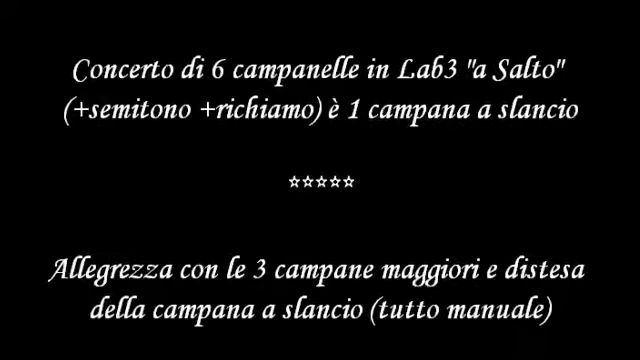 Concerto di 6 campanelle in Lab3 "a Salto"
(+semitono +richiamo) è 1 campana a slancio
☆☆☆☆☆
Allegrezza con le 3 campane maggiori e distesa
della campana a slancio (tutto manuale)